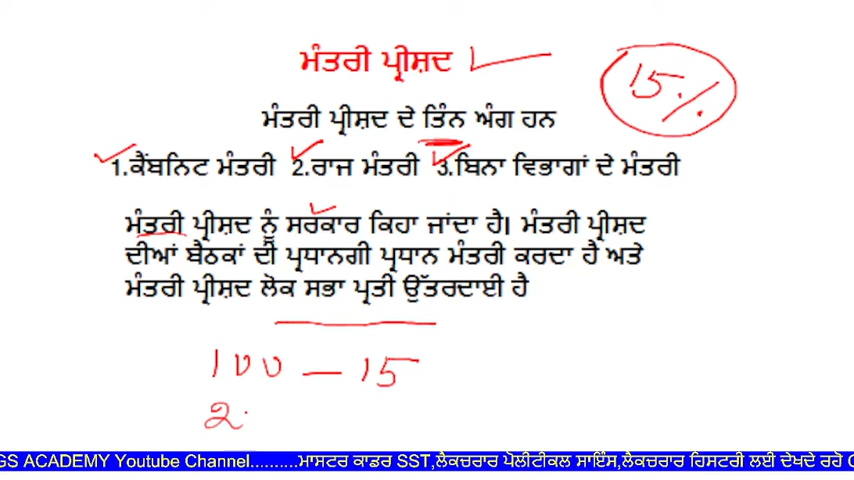 ਮੰਤਰੀ ਪ੍ਰੀਸ਼ਦ
15%
ਮੰਤਰੀ ਪ੍ਰੀਸ਼ਦ ਦੇ ਤਿੰਨ ਅੰਗ ਹਨ
1.ਕੈਂਬਨਿਟ ਮੰਤਰੀ 2.ਰਾਜ ਮੰਤਰੀ 3.ਬਿਨਾ ਵਿਭਾਗਾਂ ਦੇ ਮੰਤਰੀ
ਮੰਤਰੀ ਪ੍ਰੀਸ਼ਦ ਨੂੰ ਸਰਕਾਰ ਕਿਹਾ ਜਾਂਦਾ ਹੈ। ਮੰਤਰੀ ਪ੍ਰੀਸ਼ਦ
ਦੀਆਂ ਬੈਠਕਾਂ ਦੀ ਪ੍ਰਧਾਨਗੀ ਪ੍ਰਧਾਨ ਮੰਤਰੀ ਕਰਦਾ ਹੈ ਅਤੇ
ਮੰਤਰੀ ਪ੍ਰੀਸ਼ਦ ਲੋਕ ਸਭਾ ਪ੍ਰਤੀ ਉੱਤਰਦਾਈ ਹੈ
100 — 15
2
GS ACADEMY Youtube Channel..........ਮਾਸਟਰ ਕਾਡਰ SST,ਲੈਕਚਰਾਰ ਪੋਲੀਟੀਕਲ ਸਾਇੰਸ,ਲੈਕਚਰਾਰ ਹਿਸਟਰੀ ਲਈ ਦੇਖਦੇ ਰਹੋ